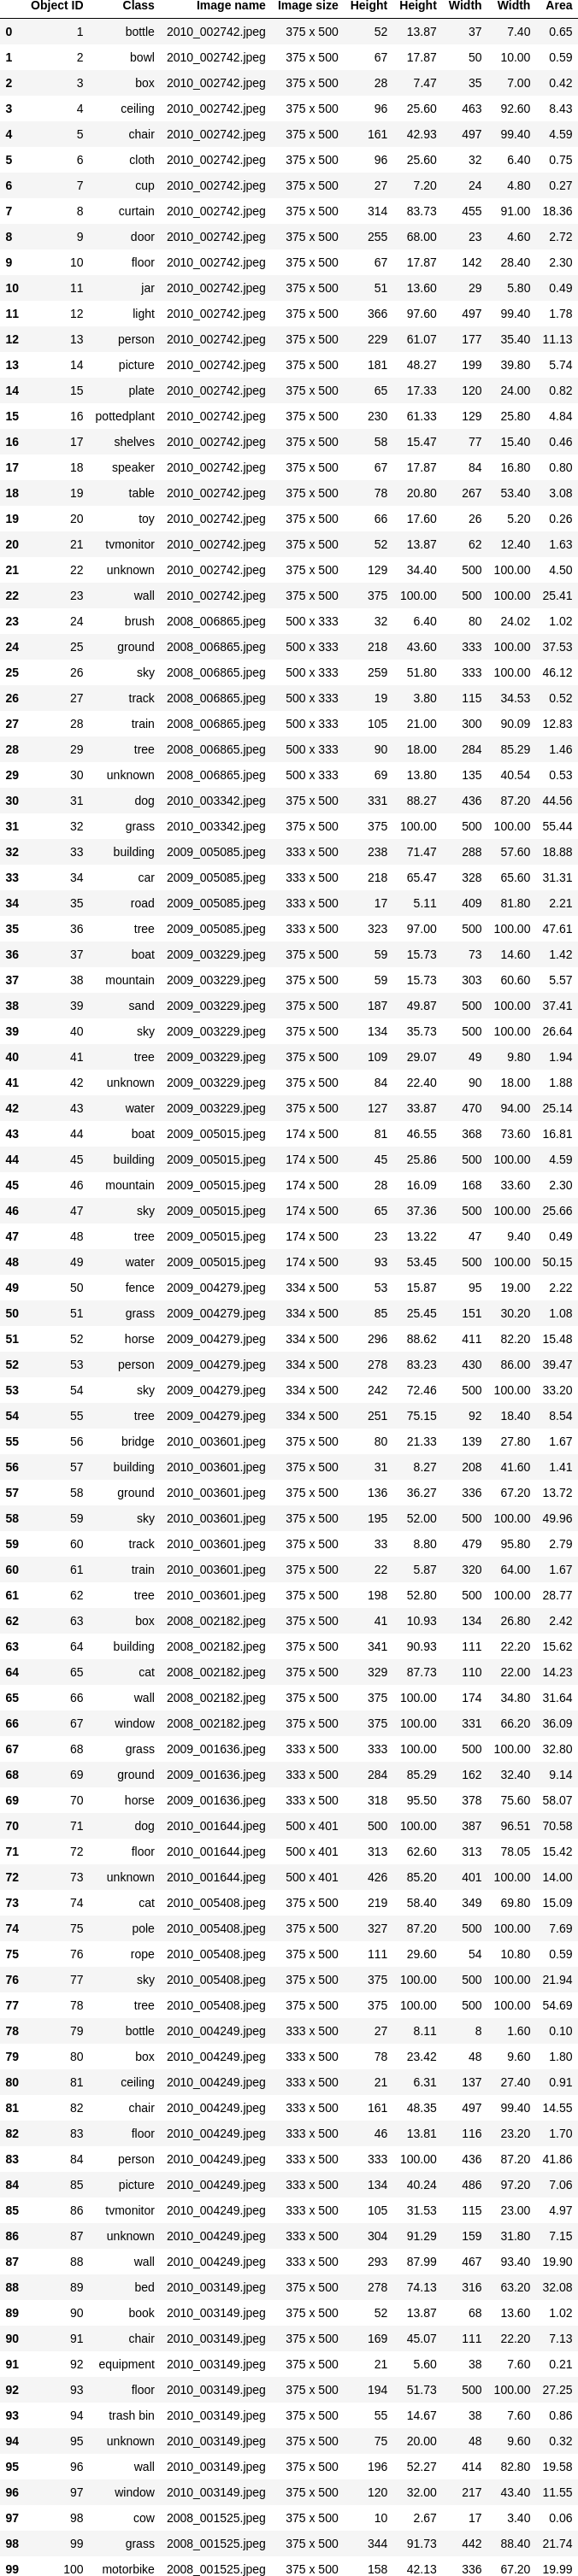 Object ID Class Image name Image size Height Height Width Width Area
0 1 bottle 2010_002742.jpeg 375 x 500 52 13.87 37 7.40 0.65
1 2 bowl 2010_002742.jpeg 375 x 500 67 17.87 50 10.00 0.59
2 3 box 2010_002742.jpeg 375 x 500 28 7.47 35 7.00 0.42
3 4 ceiling 2010_002742.jpeg 375 x 500 96 25.60 463 92.60 8.43
4 5 chair 2010_002742.jpeg 375 x 500 161 42.93 497 99.40 4.59
5 6 cloth 2010_002742.jpeg 375 x 500 96 25.60 32 6.40 0.75
6 7 cup 2010_002742.jpeg 375 x 500 27 7.20 24 4.80 0.27
7 8 curtain 2010_002742.jpeg 375 x 500 314 83.73 455 91.00 18.36
8 9 door 2010_002742.jpeg 375 x 500 255 68.00 23 4.60 2.72
9 10 floor 2010_002742.jpeg 375 x 500 67 17.87 142 28.40 2.30
10 11 jar 2010_002742.jpeg 375 x 500 51 13.60 29 5.80 0.49
11 12 light 2010_002742.jpeg 375 x 500 366 97.60 497 99.40 1.78
12 13 person 2010_002742.jpeg 375 x 500 229 61.07 177 35.40 11.13
13 14 picture 2010_002742.jpeg 375 x 500 181 48.27 199 39.80 5.74
14 15 plate 2010_002742.jpeg 375 x 500 65 17.33 120 24.00 0.82
15 16 pottedplant 2010_002742.jpeg 375 x 500 230 61.33 129 25.80 4.84
16 17 shelves 2010_002742.jpeg 375 x 500 58 15.47 77 15.40 0.46
17 18 speaker 2010_002742.jpeg 375 x 500 67 17.87 84 16.80 0.80
18 19 table 2010_002742.jpeg 375 x 500 78 20.80 267 53.40 3.08
19 20 toy 2010_002742.jpeg 375 x 500 66 17.60 26 5.20 0.26
20 21 tvmonitor 2010_002742.jpeg 375 x 500 52 13.87 62 12.40 1.63
21 22 unknown 2010_002742.jpeg 375 x 500 129 34.40 500 100.00 4.50
22 23 wall 2010_002742.jpeg 375 x 500 375 100.00 500 100.00 25.41
23 24 brush 2008_006865.jpeg 500 x 333 32 6.40 80 24.02 1.02
24 25 ground 2008_006865.jpeg 500 x 333 218 43.60 333 100.00 37.53
25 26 sky 2008_006865.jpeg 500 x 333 259 51.80 333 100.00 46.12
26 27 track 2008_006865.jpeg 500 x 333 19 3.80 115 34.53 0.52
27 28 train 2008_006865.jpeg 500 x 333 105 21.00 300 90.09 12.83
28 29 tree 2008_006865.jpeg 500 x 333 90 18.00 284 85.29 1.46
29 30 unknown 2008_006865.jpeg 500 x 333 69 13.80 135 40.54 0.53
30 31 dog 2010_003342.jpeg 375 x 500 331 88.27 436 87.20 44.56
31 32 grass 2010_003342.jpeg 375 x 500 375 100.00 500 100.00 55.44
32 33 building 2009_005085.jpeg 333 x 500 238 71.47 288 57.60 18.88
33 34 car 2009_005085.jpeg 333 x 500 218 65.47 328 65.60 31.31
34 35 road 2009_005085.jpeg 333 x 500 17 5.11 409 81.80 2.21
35 36 tree 2009_005085.jpeg 333 x 500 323 97.00 500 100.00 47.61
36 37 boat 2009_003229.jpeg 375 x 500 59 15.73 73 14.60 1.42
37 38 mountain 2009_003229.jpeg 375 x 500 59 15.73 303 60.60 5.57
38 39 sand 2009_003229.jpeg 375 x 500 187 49.87 500 100.00 37.41
39 40 sky 2009_003229.jpeg 375 x 500 134 35.73 500 100.00 26.64
40 41 tree 2009_003229.jpeg 375 x 500 109 29.07 49 9.80 1.94
41 42 unknown 2009_003229.jpeg 375 x 500 84 22.40 90 18.00 1.88
42 43 water 2009_003229.jpeg 375 x 500 127 33.87 470 94.00 25.14
43 44 boat 2009_005015.jpeg 174 x 500 81 46.55 368 73.60 16.81
44 45 building 2009_005015.jpeg 174 x 500 45 25.86 500 100.00 4.59
45 46 mountain 2009_005015.jpeg 174 x 500 28 16.09 168 33.60 2.30
46 47 sky 2009_005015.jpeg 174 x 500 65 37.36 500 100.00 25.66
47 48 tree 2009_005015.jpeg 174 x 500 23 13.22 47 9.40 0.49
48 49 water 2009_005015.jpeg 174 x 500 93 53.45 500 100.00 50.15
49 50 fence 2009_004279.jpeg 334 x 500 53 15.87 95 19.00 2.22
50 51 grass 2009_004279.jpeg 334 x 500 85 25.45 151 30.20 1.08
51 52 horse 2009_004279.jpeg 334 x 500 296 88.62 411 82.20 15.48
52 53 person 2009_004279.jpeg 334 x 500 278 83.23 430 86.00 39.47
53 54 sky 2009_004279.jpeg 334 x 500 242 72.46 500 100.00 33.20
54 55 tree 2009_004279.jpeg 334 x 500 251 75.15 92 18.40 8.54
55 56 bridge 2010_003601.jpeg 375 x 500 80 21.33 139 27.80 1.67
56 57 building 2010_003601.jpeg 375 x 500 31 8.27 208 41.60 1.41
57 58 ground 2010_003601.jpeg 375 x 500 136 36.27 336 67.20 13.72
58 59 sky 2010_003601.jpeg 375 x 500 195 52.00 500 100.00 49.96
59 60 track 2010_003601.jpeg 375 x 500 33 8.80 479 95.80 2.79
60 61 train 2010_003601.jpeg 375 x 500 22 5.87 320 64.00 1.67
61 62 tree 2010_003601.jpeg 375 x 500 198 52.80 500 100.00 28.77
62 63 box 2008_002182.jpeg 375 x 500 41 10.93 134 26.80 2.42
63 64 building 2008_002182.jpeg 375 x 500 341 90.93 111 22.20 15.62
64 65 cat 2008_002182.jpeg 375 x 500 329 87.73 110 22.00 14.23
65 66 wall 2008_002182.jpeg 375 x 500 375 100.00 174 34.80 31.64
66 67 window 2008_002182.jpeg 375 x 500 375 100.00 331 66.20 36.09
67 68 grass 2009_001636.jpeg 333 x 500 333 100.00 500 100.00 32.80
68 69 ground 2009_001636.jpeg 333 x 500 284 85.29 162 32.40 9.14
69 70 horse 2009_001636.jpeg 333 x 500 318 95.50 378 75.60 58.07
70 71 dog 2010_001644.jpeg 500 x 401 500 100.00 387 96.51 70.58
71 72 floor 2010_001644.jpeg 500 x 401 313 62.60 313 78.05 15.42
72 73 unknown 2010_001644.jpeg 500 x 401 426 85.20 401 100.00 14.00
73 74 cat 2010_005408.jpeg 375 x 500 219 58.40 349 69.80 15.09
74 75 pole 2010_005408.jpeg 375 x 500 327 87.20 500 100.00 7.69
75 76 rope 2010_005408.jpeg 375 x 500 111 29.60 54 10.80 0.59
76 77 sky 2010_005408.jpeg 375 x 500 375 100.00 500 100.00 21.94
77 78 tree 2010_005408.jpeg 375 x 500 375 100.00 500 100.00 54.69
78 79 bottle 2010_004249.jpeg 333 x 500 27 8.11 8 1.60 0.10
79 80 box 2010_004249.jpeg 333 x 500 78 23.42 48 9.60 1.80
80 81 ceiling 2010_004249.jpeg 333 x 500 21 6.31 137 27.40 0.91
81 82 chair 2010_004249.jpeg 333 x 500 161 48.35 497 99.40 14.55
82 83 floor 2010_004249.jpeg 333 x 500 46 13.81 116 23.20 1.70
83 84 person 2010_004249.jpeg 333 x 500 333 100.00 436 87.20 41.86
84 85 picture 2010_004249.jpeg 333 x 500 134 40.24 486 97.20 7.06
85 86 tvmonitor 2010_004249.jpeg 333 x 500 105 31.53 115 23.00 4.97
86 87 unknown 2010_004249.jpeg 333 x 500 304 91.29 159 31.80 7.15
87 88 wall 2010_004249.jpeg 333 x 500 293 87.99 467 93.40 19.90
88 89 bed 2010_003149.jpeg 375 x 500 278 74.13 316 63.20 32.08
89 90 book 2010_003149.jpeg 375 x 500 52 13.87 68 13.60 1.02
90 91 chair 2010_003149.jpeg 375 x 500 169 45.07 111 22.20 7.13
91 92 equipment 2010_003149.jpeg 375 x 500 21 5.60 38 7.60 0.21
92 93 floor 2010_003149.jpeg 375 x 500 194 51.73 500 100.00 27.25
93 94 trash bin 2010_003149.jpeg 375 x 500 55 14.67 38 7.60 0.86
94 95 unknown 2010_003149.jpeg 375 x 500 75 20.00 48 9.60 0.32
95 96 wall 2010_003149.jpeg 375 x 500 196 52.27 414 82.80 19.58
96 97 window 2010_003149.jpeg 375 x 500 120 32.00 217 43.40 11.55
97 98 cow 2008_001525.jpeg 375 x 500 10 2.67 17 3.40 0.06
98 99 grass 2008_001525.jpeg 375 x 500 344 91.73 442 88.40 21.74
99 100 motorbike 2008_001525.jpeg 375 x 500 158 42.13 336 67.20 19.99